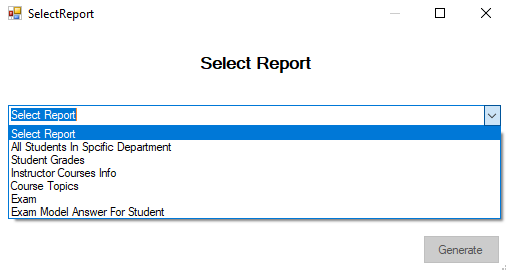 SelectReport
Select Report
Select Report
Select Report
All Students In Spcific Department
Student Grades
Instructor Courses Info
Course Topics
Exam
Exam Model Answer For Student
Generate